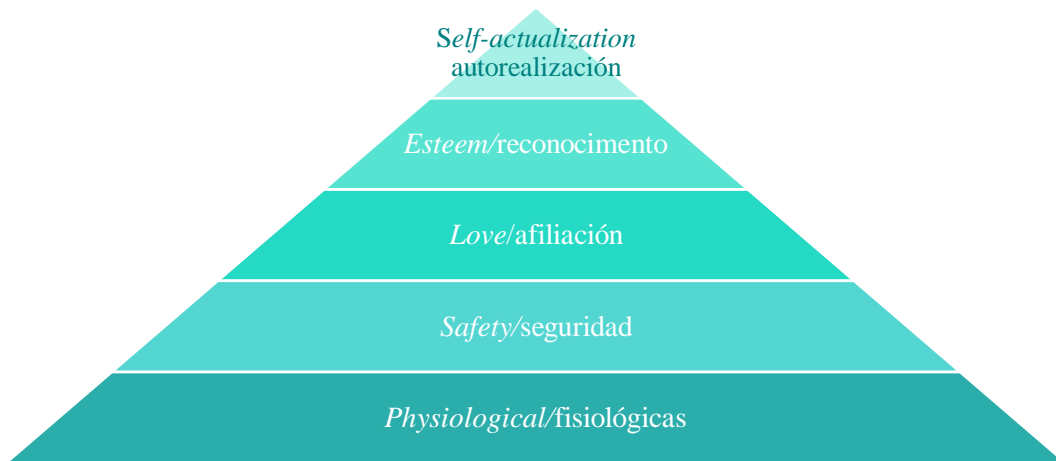 Self-actualization
autorealización
Esteem/reconocimento
Love/afiliación
Safety/seguridad
Physiological/fisiológicas